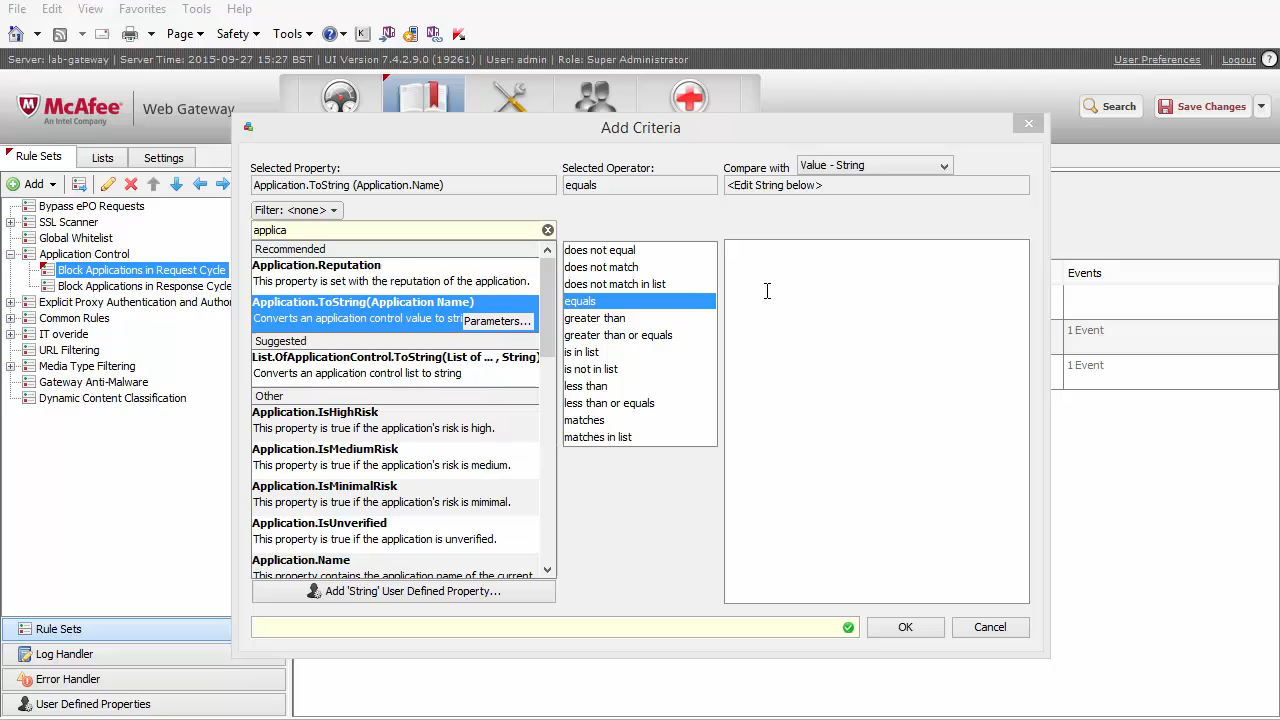 File Edit View Favorites Tools Help
Page Safety Tools
Server: lab-gateway | Server Time: 2015-09-27 15:27 BST | UI Version 7.4.2.9.0 (19261) | User: admin | Role: Super Administrator
User Preferences Logout
McAfee
An Intel Company
Web Gateway
Search Save Changes
Add Criteria
Rule Sets Lists Settings
Add
Bypass ePO Requests
SSL Scanner
Global Whitelist
Application Control
Block Applications in Request Cycle
Block Applications in Response Cycle
Explicit Proxy Authentication and Author
Common Rules
IT overide
URL Filtering
Media Type Filtering
Gateway Anti-Malware
Dynamic Content Classification
Rule Sets
Log Handler
Error Handler
User Defined Properties
Selected Property:
Application.ToString (Application.Name)
Filter: <none>
applica
Recommended
Application.Reputation
This property is set with the reputation of the application.
Application.ToString(Application Name)
Converts an application control value to stri
Parameters...
Suggested
List.OfApplicationControl.ToString(List of ... , String)
Converts an application control list to string
Other
Application.IsHighRisk
This property is true if the application's risk is high.
Application.IsMediumRisk
This property is true if the application's risk is medium.
Application.IsMinimalRisk
This property is true if the application's risk is mimimal.
Application.IsUnverified
This property is true if the application is unverified.
Application.Name
This property contains the application name of the current
Add 'String' User Defined Property...
Selected Operator:
equals
does not equal
does not match
does not match in list
equals
greater than
greater than or equals
is in list
is not in list
less than
less than or equals
matches
matches in list
Compare with Value - String
<Edit String below>
OK Cancel
Events
1 Event
1 Event